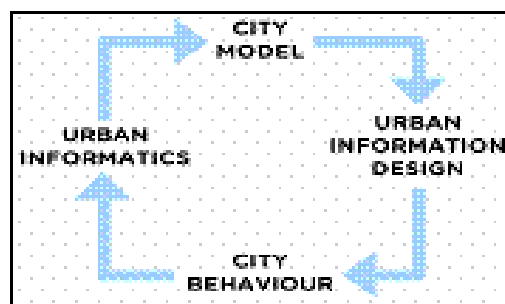 CITY
MODEL
URBAN
INFORMATICS
URBAN
INFORMATION
DESIGN
CITY
BEHAVIOUR